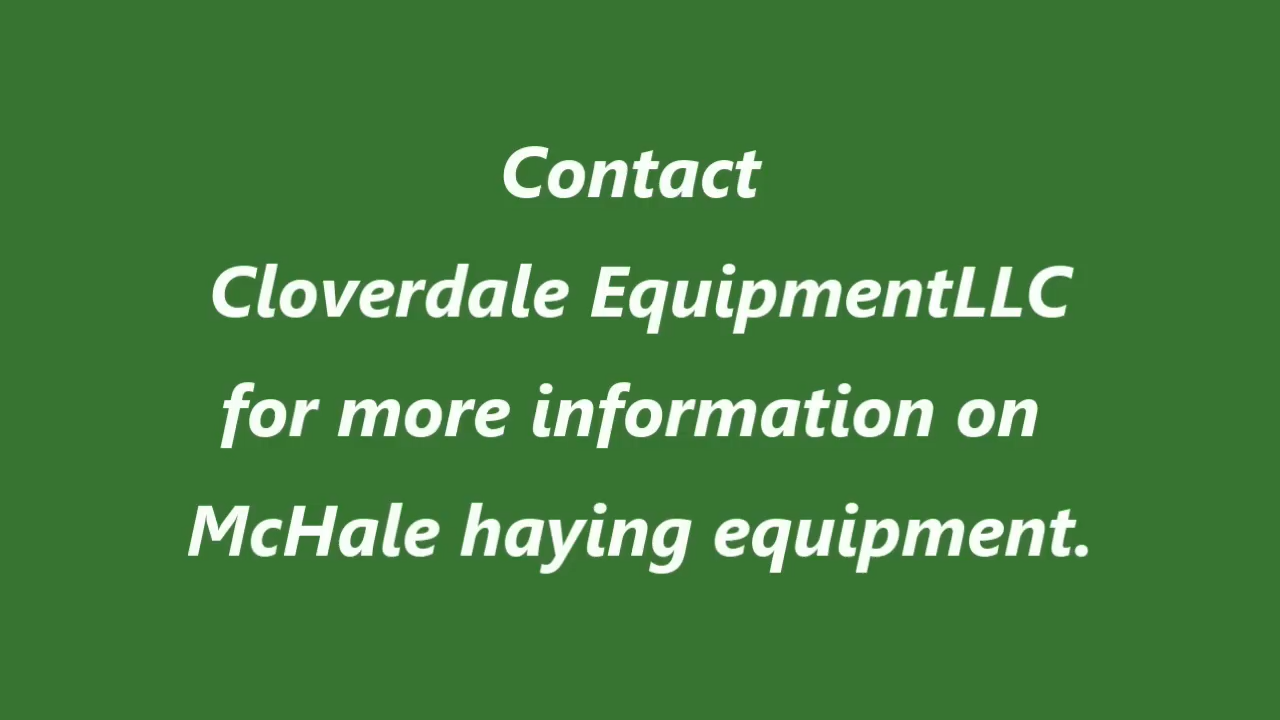 Contact
Cloverdale EquipmentLLC
for more information on
McHale haying equipment.